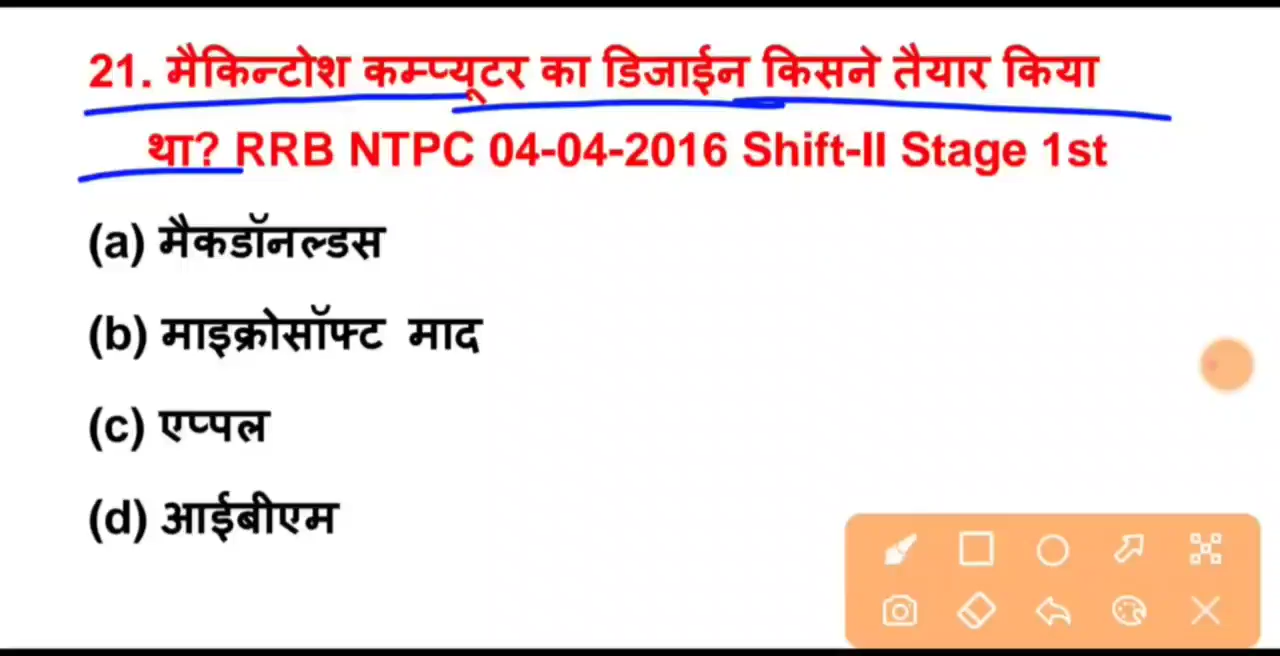 21. मैकिन्टोश कम्प्यूटर का डिजाईन किसने तैयार किया
था? RRB NTPC 04-04-2016 Shift-II Stage 1st
(a) मैकडॉनल्डस
(b) माइक्रोसॉफ्ट माद
(c) एप्पल
(d) आईबीएम